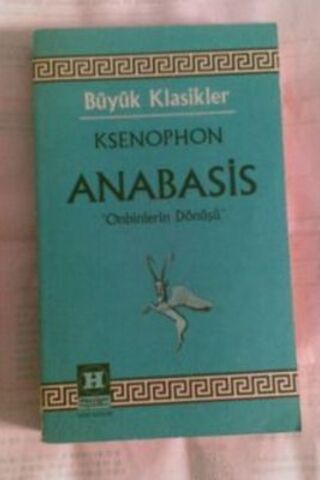 Büyük Klasikler
KSENOPHON
ANABASİS
"Onbinlerin Dönüşü"
H